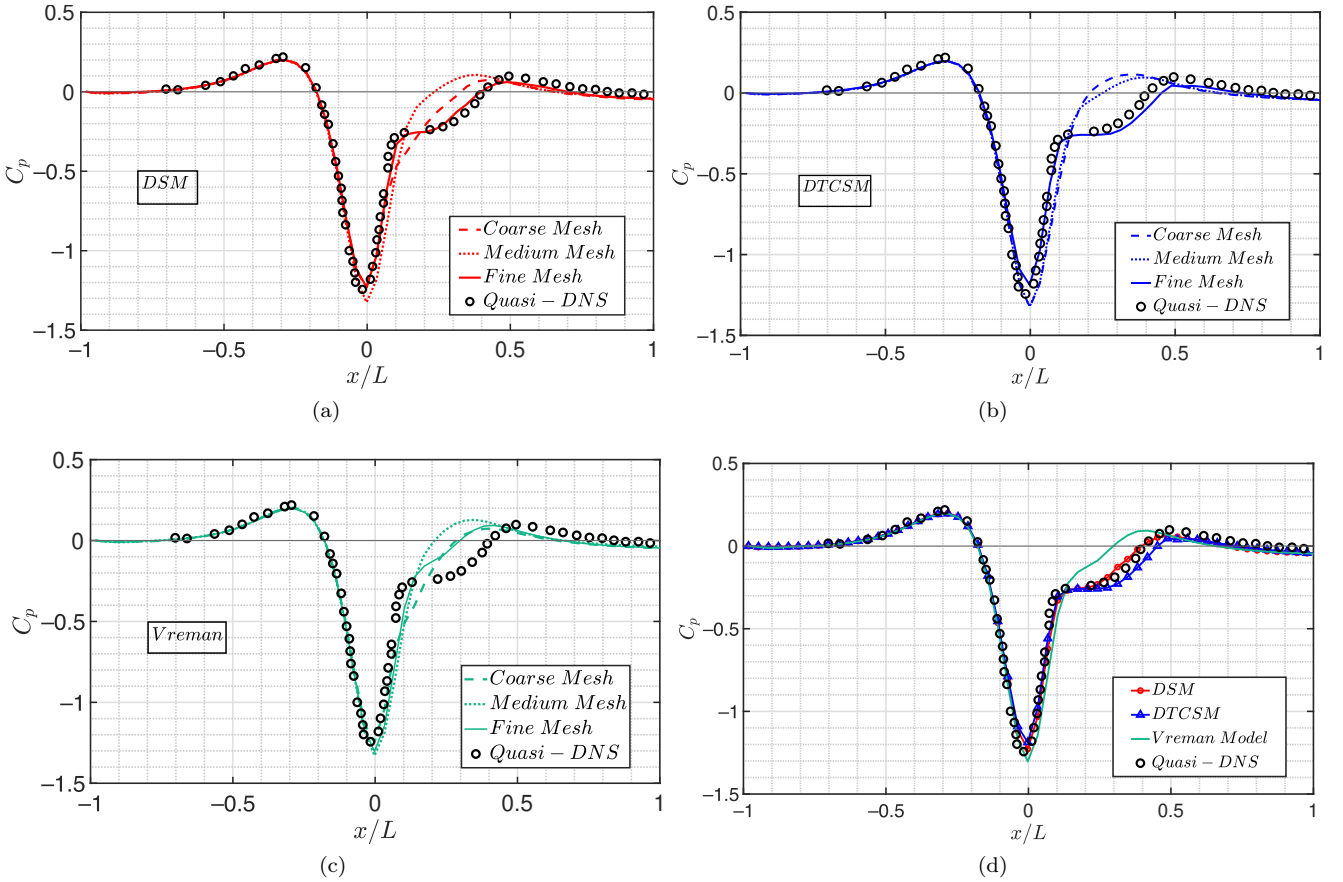 0.5
0
−0.5
−1
−1.5
C_p
DSM
Coarse Mesh
Medium Mesh
Fine Mesh
Quasi − DNS
−1 −0.5 0 0.5 1
x/L
(a)
0.5
0
−0.5
−1
−1.5
C_p
DTCSM
Coarse Mesh
Medium Mesh
Fine Mesh
Quasi − DNS
−1 −0.5 0 0.5 1
x/L
(b)
0.5
0
−0.5
−1
−1.5
C_p
Vreman
Coarse Mesh
Medium Mesh
Fine Mesh
Quasi − DNS
−1 −0.5 0 0.5 1
x/L
(c)
0.5
0
−0.5
−1
−1.5
C_p
DSM
DTCSM
Vreman Model
Quasi − DNS
−1 −0.5 0 0.5 1
x/L
(d)